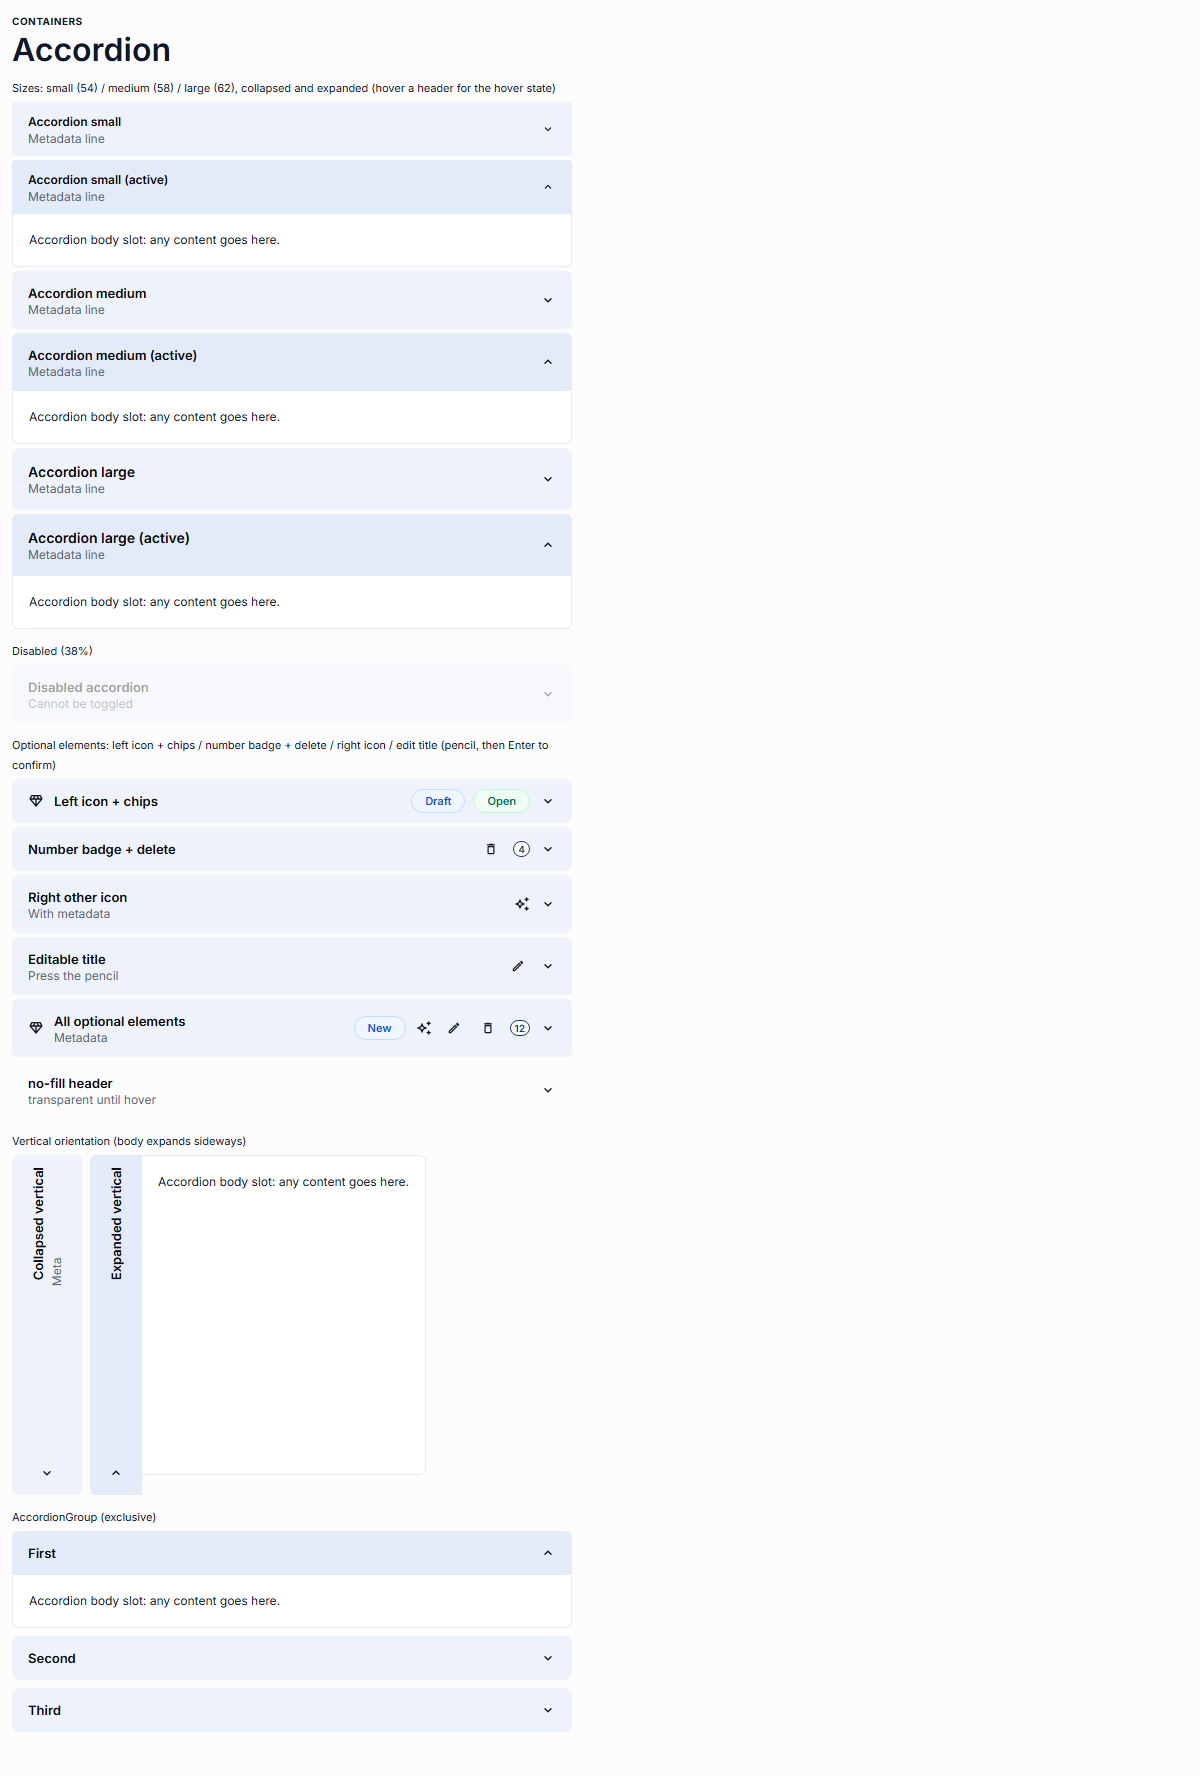 CONTAINERS
Accordion
Sizes: small (54) / medium (58) / large (62), collapsed and expanded (hover a header for the hover state)
Accordion small
Metadata line
Accordion small (active)
Metadata line
Accordion body slot: any content goes here.
Accordion medium
Metadata line
Accordion medium (active)
Metadata line
Accordion body slot: any content goes here.
Accordion large
Metadata line
Accordion large (active)
Metadata line
Accordion body slot: any content goes here.
Disabled (38%)
Disabled accordion
Cannot be toggled
Optional elements: left icon + chips / number badge + delete / right icon / edit title (pencil, then Enter to
confirm)
Left icon + chips Draft Open
Number badge + delete 4
Right other icon
With metadata
Editable title
Press the pencil
All optional elements New 12
Metadata
no-fill header
transparent until hover
Vertical orientation (body expands sideways)
Collapsed vertical
Meta
Expanded vertical
Accordion body slot: any content goes here.
AccordionGroup (exclusive)
First
Accordion body slot: any content goes here.
Second
Third